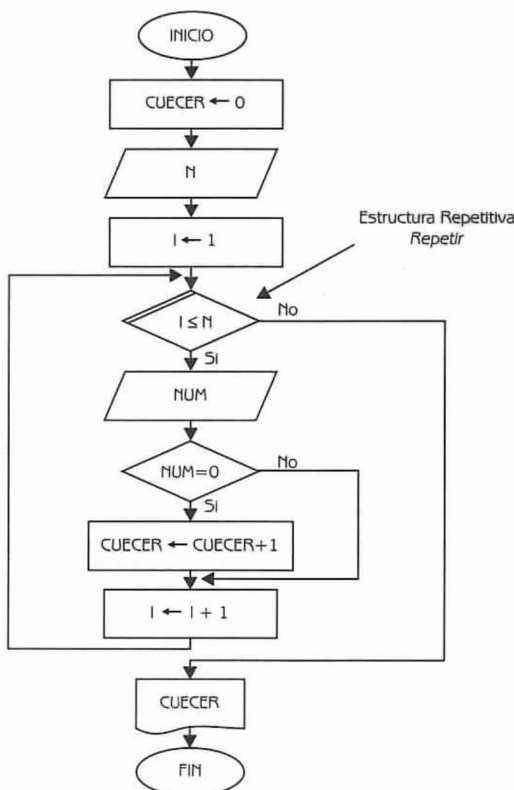 INICIO
CUECER ← 0
N
I ← 1
Estructura Repetitiva
Repetir
I ≤ N
No
Si
NUM
NUM=0
No
Si
CUECER ← CUECER+1
I ← I + 1
CUECER
FIN